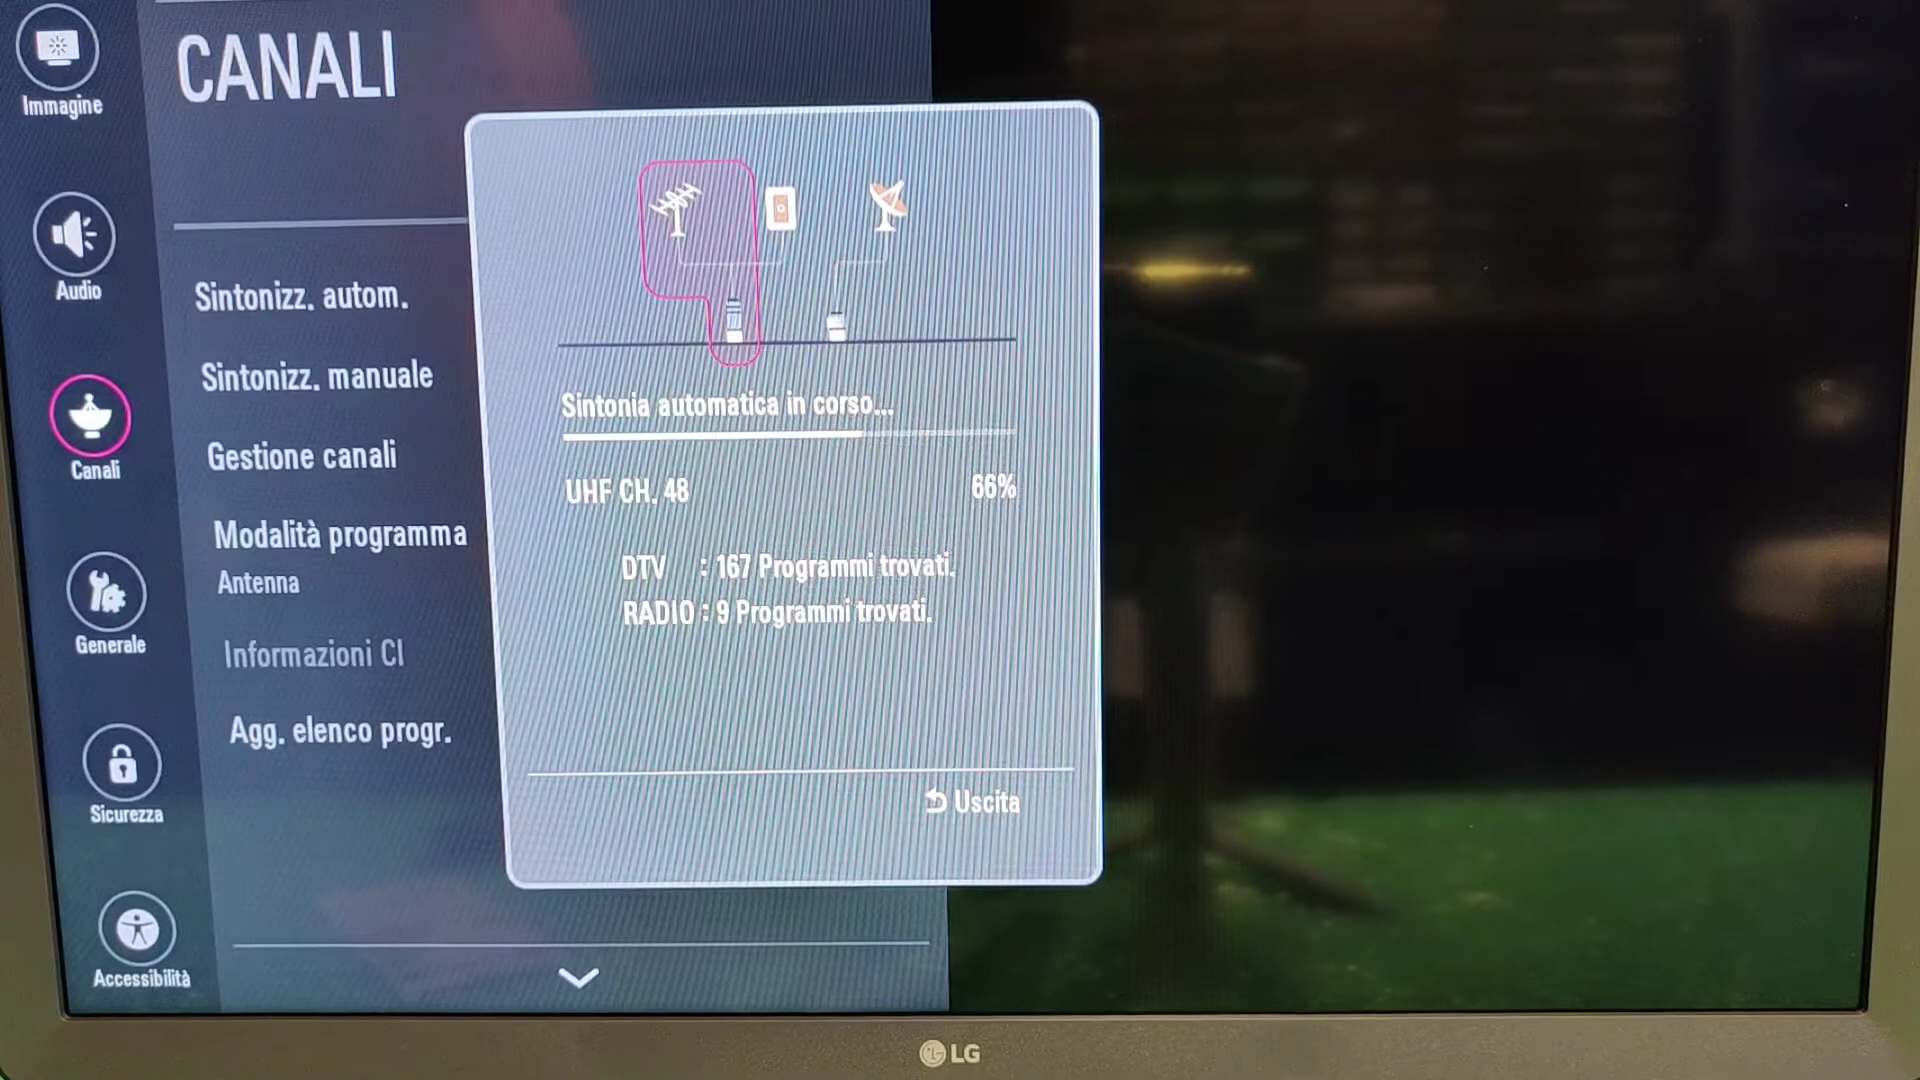 CANALI
Immagine
Audio
Canali
Generale
Sicurezza
Accessibilità
Sintonizz. autom.
Sintonizz. manuale
Gestione canali
Modalità programma
Antenna
Informazioni CI
Agg. elenco progr.
Sintonia automatica in corso...
UHF CH. 48 66%
DTV : 167 Programmi trovati.
RADIO : 9 Programmi trovati.
Uscita
LG